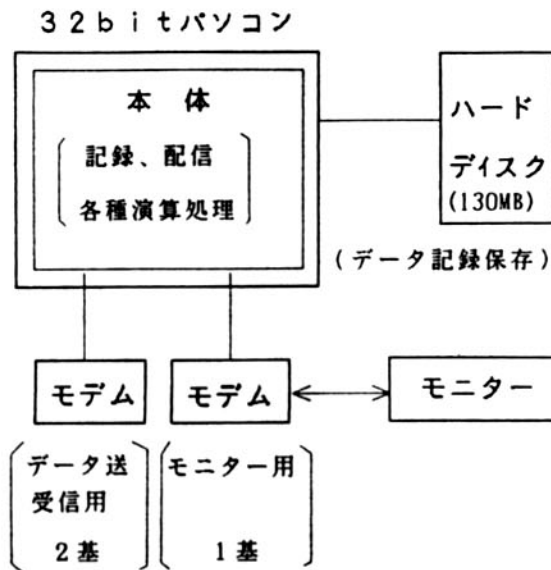 32bitパソコン
本体
記録、配信
各種演算処理
ハード
ディスク
(130MB)
(データ記録保存)
モデム
モデム
モニター
データ送
受信用
2基
モニター用
1基